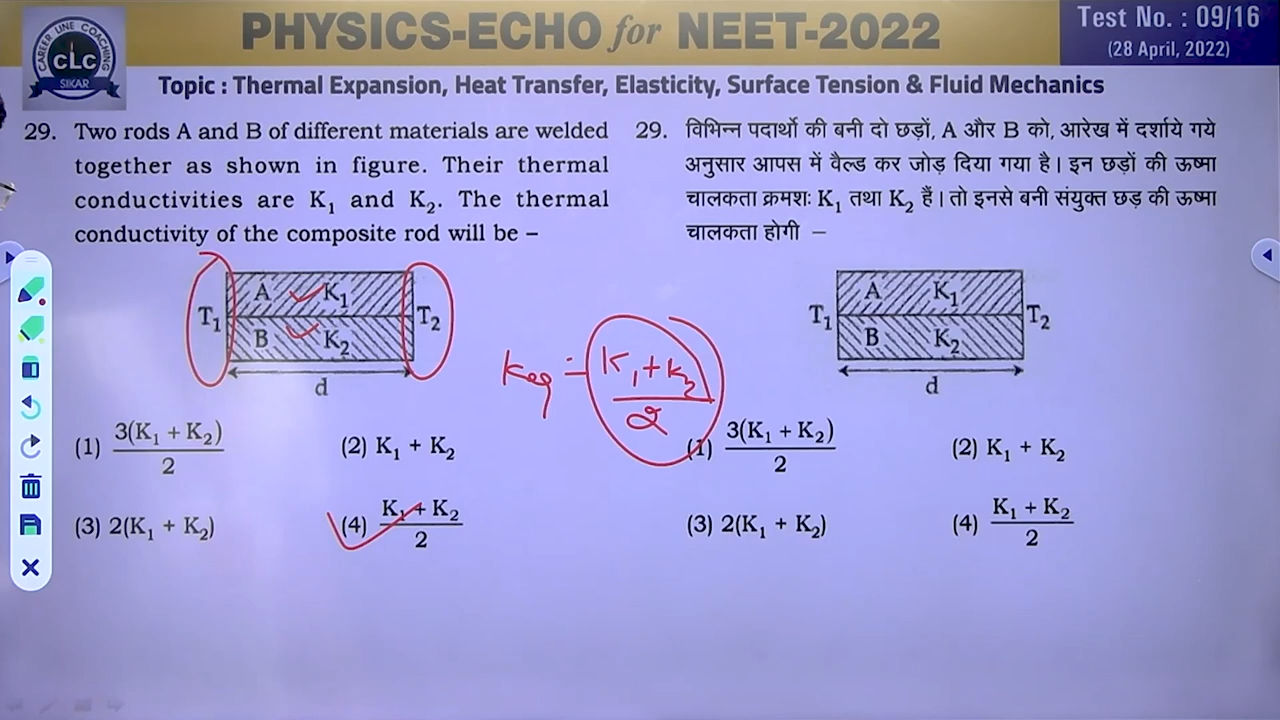 PHYSICS-ECHO for NEET-2022
Test No. : 09/16
(28 April, 2022)
CAREER LINE COACHING
CLC
SIKAR
Topic : Thermal Expansion, Heat Transfer, Elasticity, Surface Tension & Fluid Mechanics
29. Two rods A and B of different materials are welded
together as shown in figure. Their thermal
conductivities are K₁ and K₂. The thermal
conductivity of the composite rod will be –
A K₁
T₁ T₂
B K₂
d
(1) 3(K₁ + K₂)/2 (2) K₁ + K₂
(3) 2(K₁ + K₂) (4) K₁ + K₂/2
Keq = K₁+K₂/2
29. विभिन्न पदार्थो की बनी दो छड़ों, A और B को, आरेख में दर्शाये गये
अनुसार आपस में वैल्ड कर जोड़ दिया गया है। इन छड़ों की ऊष्मा
चालकता क्रमशः K₁ तथा K₂ हैं। तो इनसे बनी संयुक्त छड़ की ऊष्मा
चालकता होगी –
A K₁
T₁ T₂
B K₂
d
(1) 3(K₁ + K₂)/2 (2) K₁ + K₂
(3) 2(K₁ + K₂) (4) K₁ + K₂/2